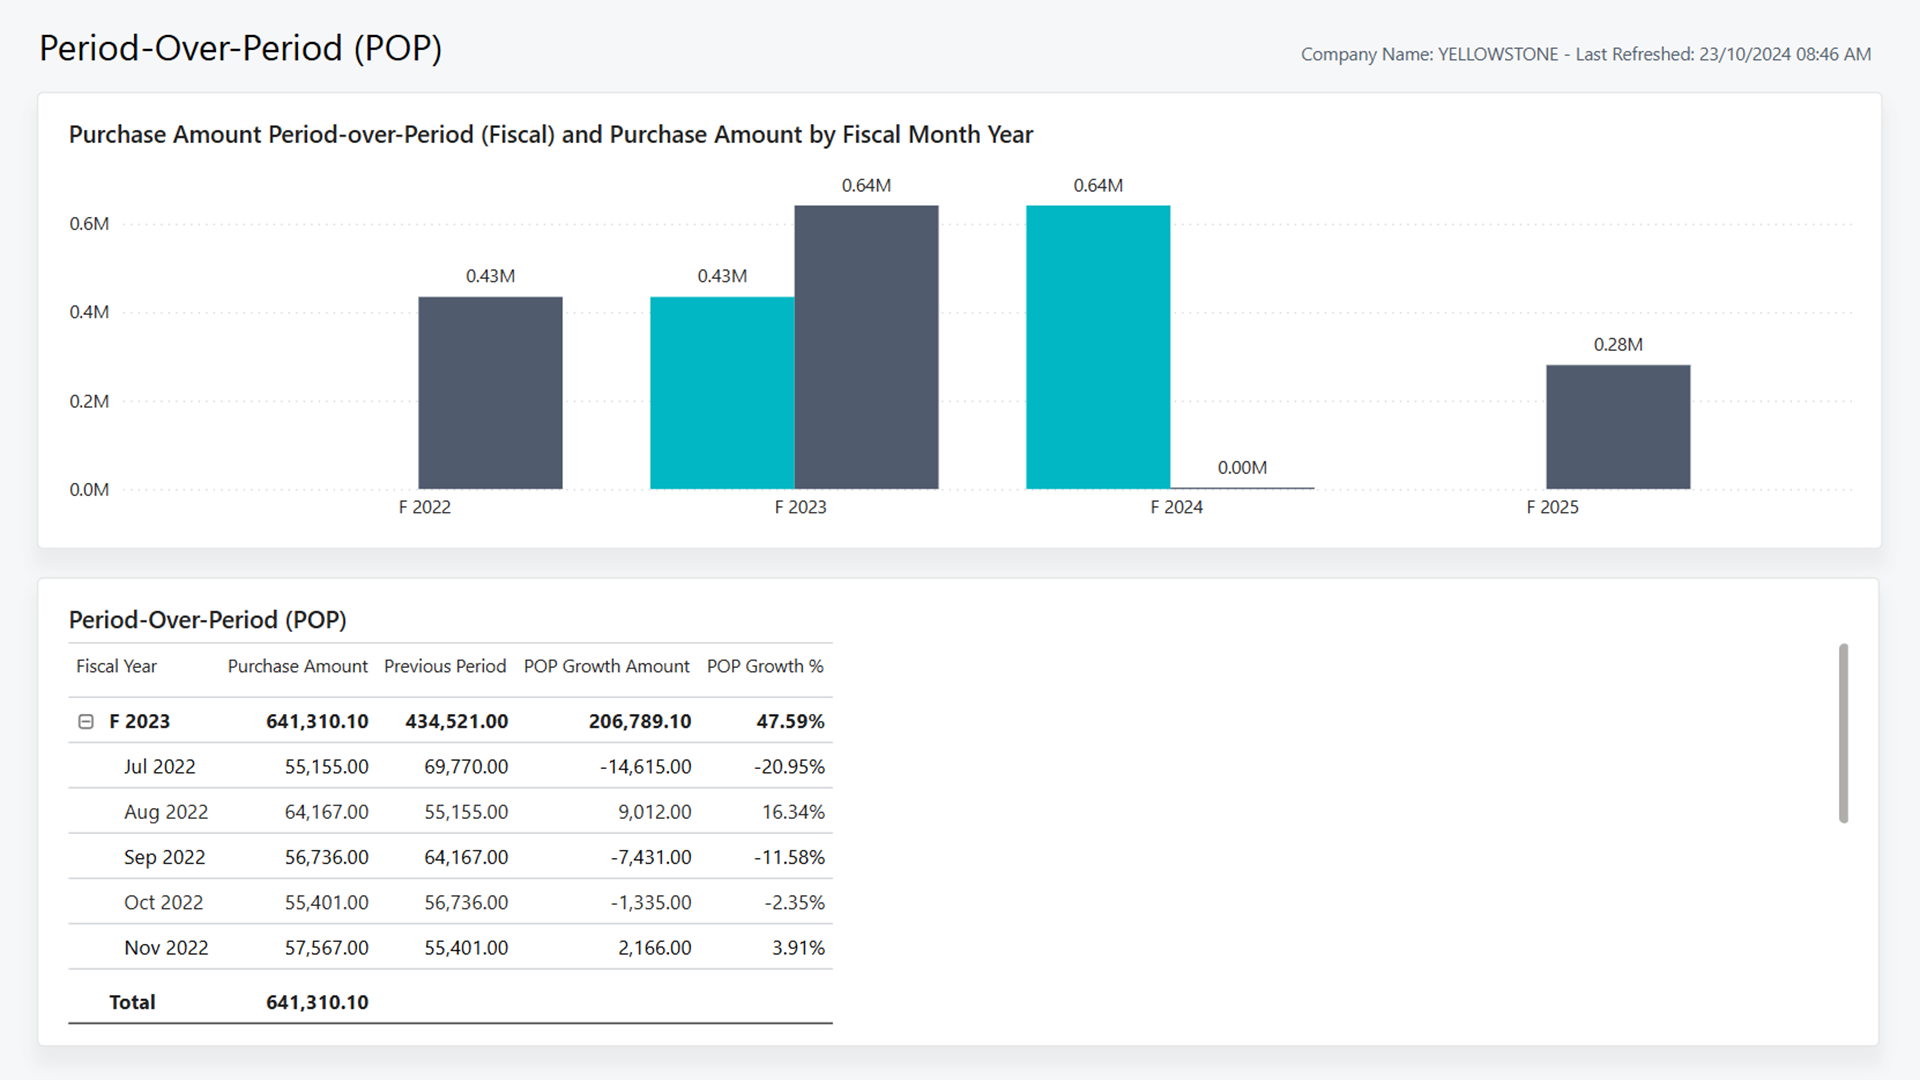 Period-Over-Period (POP)
Company Name: YELLOWSTONE - Last Refreshed: 23/10/2024 08:46 AM
Purchase Amount Period-over-Period (Fiscal) and Purchase Amount by Fiscal Month Year
0.6M
0.4M
0.2M
0.0M
0.43M
0.43M
0.64M
0.64M
0.00M
0.28M
F 2022 F 2023 F 2024 F 2025
Period-Over-Period (POP)
Fiscal Year Purchase Amount Previous Period POP Growth Amount POP Growth %
F 2023 641,310.10 434,521.00 206,789.10 47.59%
Jul 2022 55,155.00 69,770.00 -14,615.00 -20.95%
Aug 2022 64,167.00 55,155.00 9,012.00 16.34%
Sep 2022 56,736.00 64,167.00 -7,431.00 -11.58%
Oct 2022 55,401.00 56,736.00 -1,335.00 -2.35%
Nov 2022 57,567.00 55,401.00 2,166.00 3.91%
Total 641,310.10